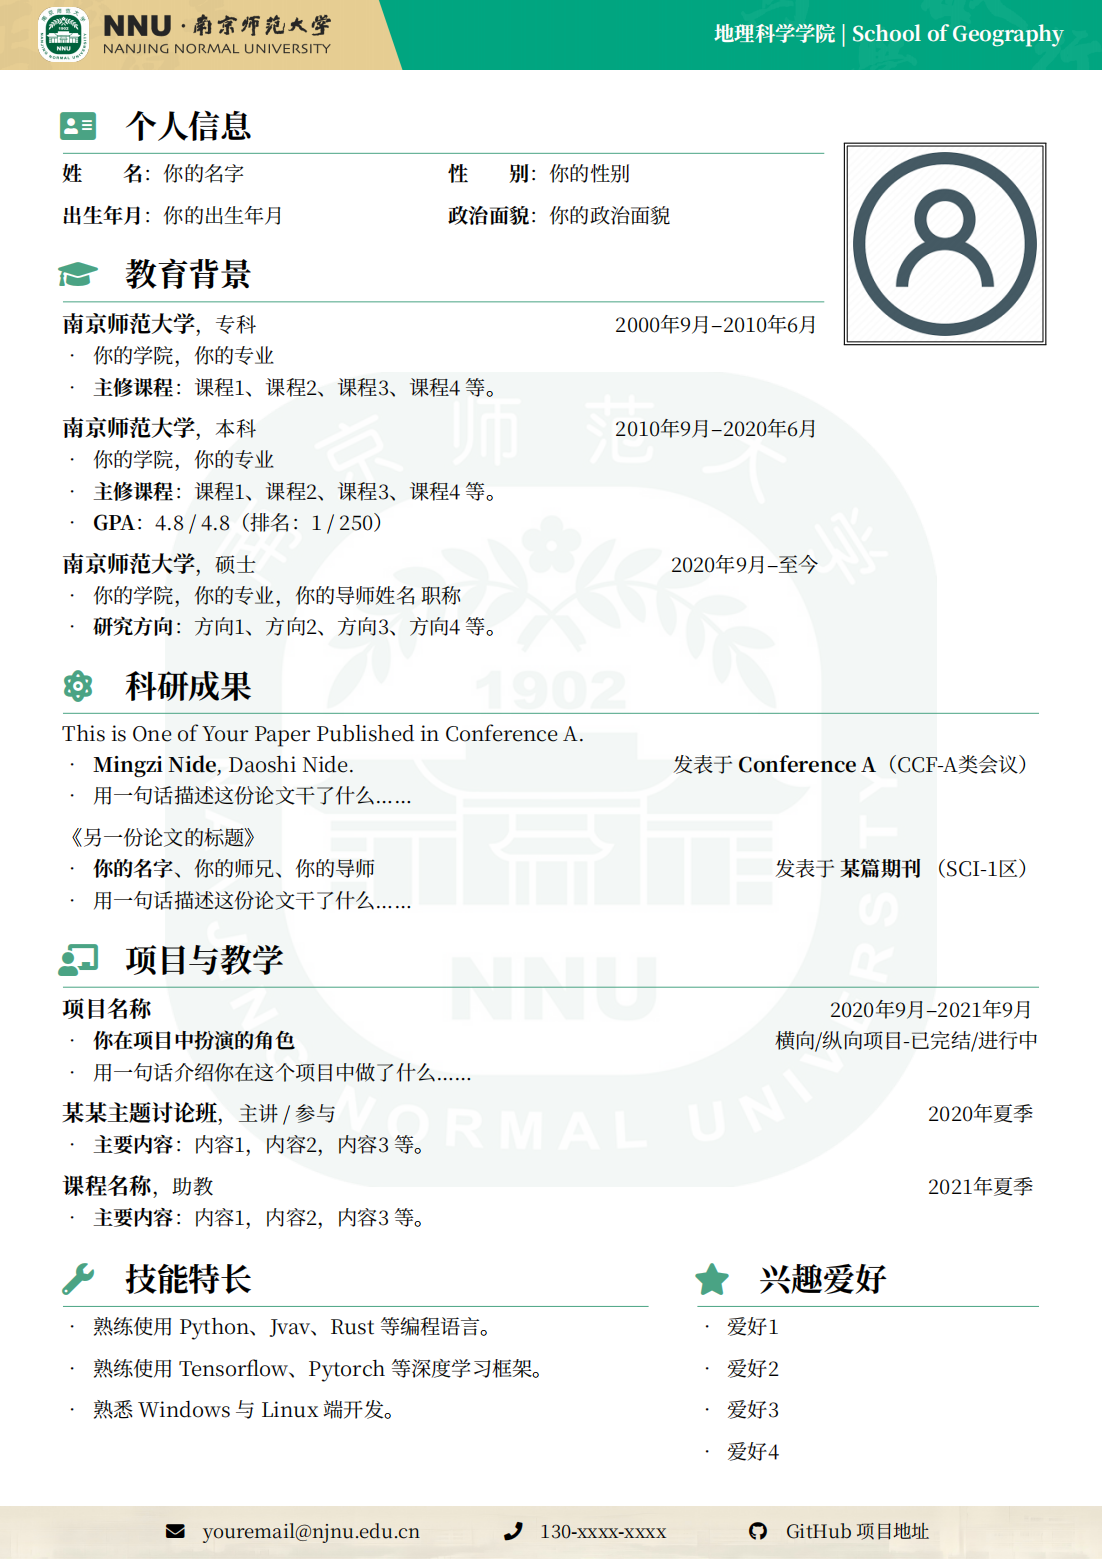 NNU·南京师范大学
NANJING NORMAL UNIVERSITY
地理科学学院 | School of Geography
个人信息
姓 名：你的名字 性 别：你的性别
出生年月：你的出生年月 政治面貌：你的政治面貌
教育背景
南京师范大学，专科 2000年9月–2010年6月
· 你的学院，你的专业
· 主修课程：课程1、课程2、课程3、课程4 等。
南京师范大学，本科 2010年9月–2020年6月
· 你的学院，你的专业
· 主修课程：课程1、课程2、课程3、课程4 等。
· GPA：4.8 / 4.8（排名：1 / 250）
南京师范大学，硕士 2020年9月–至今
· 你的学院，你的专业，你的导师姓名 职称
· 研究方向：方向1、方向2、方向3、方向4 等。
科研成果
This is One of Your Paper Published in Conference A.
· Mingzi Nide, Daoshi Nide. 发表于 Conference A（CCF-A类会议）
· 用一句话描述这份论文干了什么……
《另一份论文的标题》
· 你的名字、你的师兄、你的导师 发表于 某篇期刊（SCI-1区）
· 用一句话描述这份论文干了什么……
项目与教学
项目名称 2020年9月–2021年9月
· 你在项目中扮演的角色 横向/纵向项目-已完结/进行中
· 用一句话介绍你在这个项目中做了什么……
某某主题讨论班，主讲 / 参与 2020年夏季
· 主要内容：内容1，内容2，内容3 等。
课程名称，助教 2021年夏季
· 主要内容：内容1，内容2，内容3 等。
技能特长
· 熟练使用 Python、Jvav、Rust 等编程语言。
· 熟练使用 Tensorflow、Pytorch 等深度学习框架。
· 熟悉 Windows 与 Linux 端开发。
兴趣爱好
· 爱好1
· 爱好2
· 爱好3
· 爱好4
youremail@njnu.edu.cn 130-xxxx-xxxx GitHub 项目地址
南京师范大学
1902
NNU
NANJING NORMAL UNIVERSITY